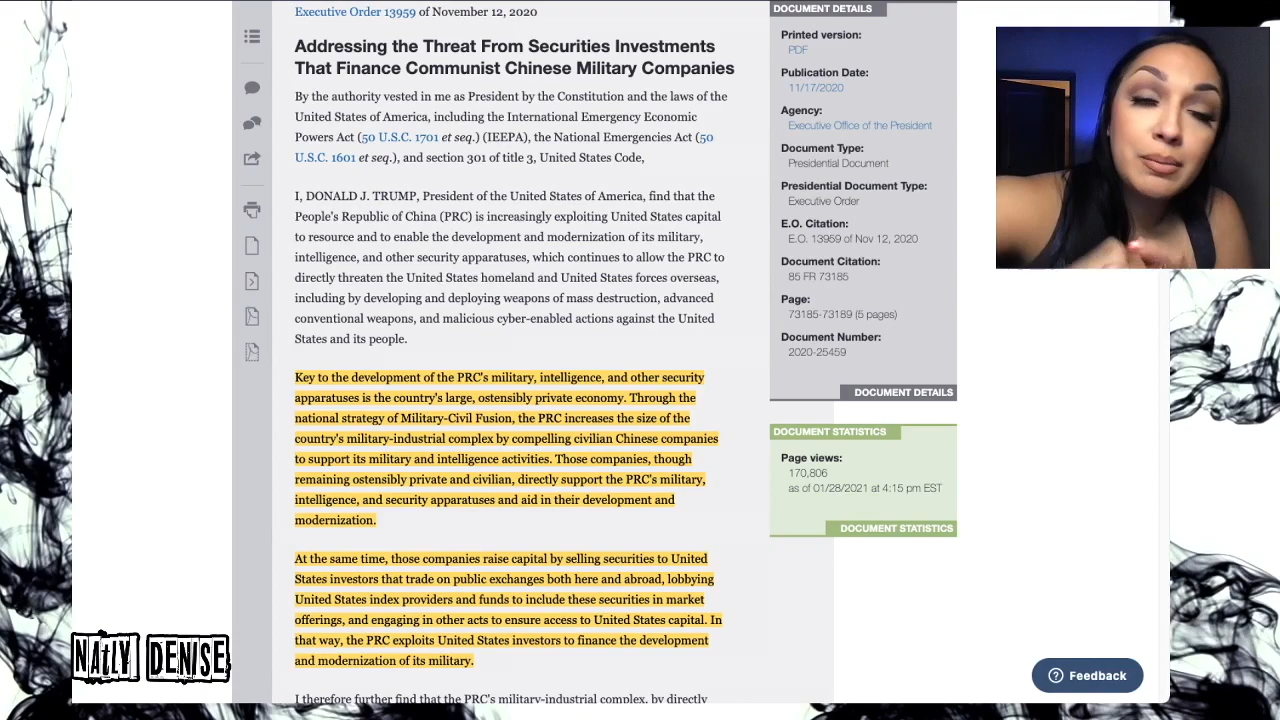 Executive Order 13959 of November 12, 2020
Addressing the Threat From Securities Investments
That Finance Communist Chinese Military Companies
By the authority vested in me as President by the Constitution and the laws of the
United States of America, including the International Emergency Economic
Powers Act (50 U.S.C. 1701 et seq.) (IEEPA), the National Emergencies Act (50
U.S.C. 1601 et seq.), and section 301 of title 3, United States Code,
I, DONALD J. TRUMP, President of the United States of America, find that the
People's Republic of China (PRC) is increasingly exploiting United States capital
to resource and to enable the development and modernization of its military,
intelligence, and other security apparatuses, which continues to allow the PRC to
directly threaten the United States homeland and United States forces overseas,
including by developing and deploying weapons of mass destruction, advanced
conventional weapons, and malicious cyber-enabled actions against the United
States and its people.
Key to the development of the PRC's military, intelligence, and other security
apparatuses is the country's large, ostensibly private economy. Through the
national strategy of Military-Civil Fusion, the PRC increases the size of the
country's military-industrial complex by compelling civilian Chinese companies
to support its military and intelligence activities. Those companies, though
remaining ostensibly private and civilian, directly support the PRC's military,
intelligence, and security apparatuses and aid in their development and
modernization.
At the same time, those companies raise capital by selling securities to United
States investors that trade on public exchanges both here and abroad, lobbying
United States index providers and funds to include these securities in market
offerings, and engaging in other acts to ensure access to United States capital. In
that way, the PRC exploits United States investors to finance the development
and modernization of its military.
I therefore further find that the PRC's military-industrial complex, by directly
DOCUMENT DETAILS
Printed version:
PDF
Publication Date:
11/17/2020
Agency:
Executive Office of the President
Document Type:
Presidential Document
Presidential Document Type:
Executive Order
E.O. Citation:
E.O. 13959 of Nov 12, 2020
Document Citation:
85 FR 73185
Page:
73185-73189 (5 pages)
Document Number:
2020-25459
DOCUMENT DETAILS
DOCUMENT STATISTICS
Page views:
170,806
as of 01/28/2021 at 4:15 pm EST
DOCUMENT STATISTICS
NATLY DENISE
Feedback